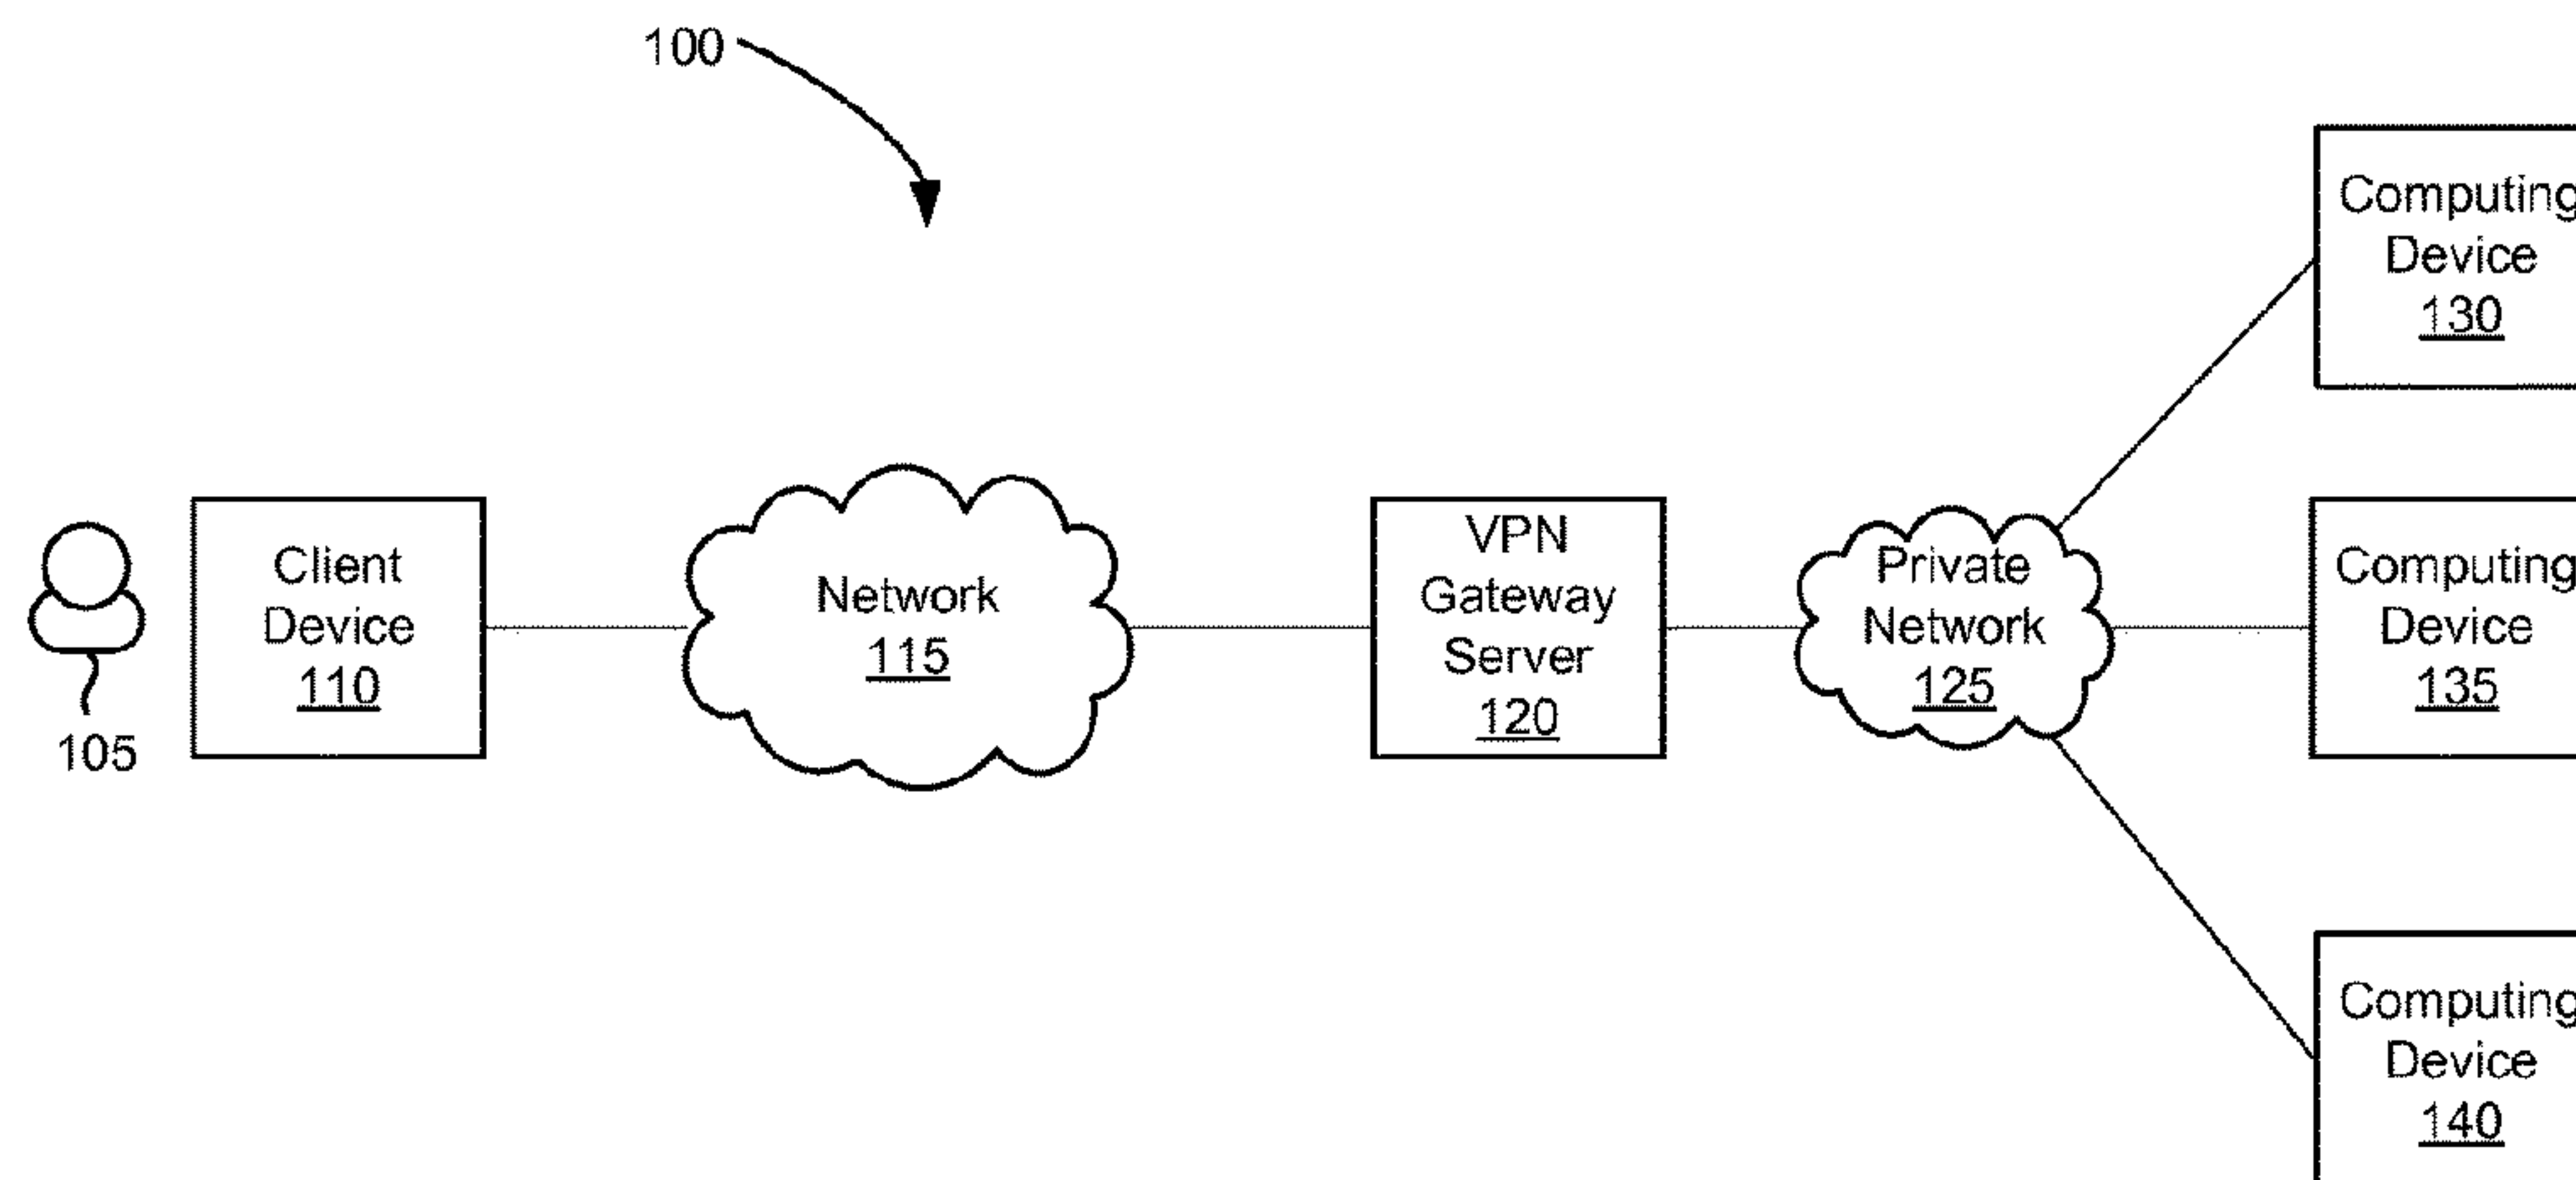 100
Computing
Device
130
Client
Device
110
105
Network
115
VPN
Gateway
Server
120
Private
Network
125
Computing
Device
135
Computing
Device
140